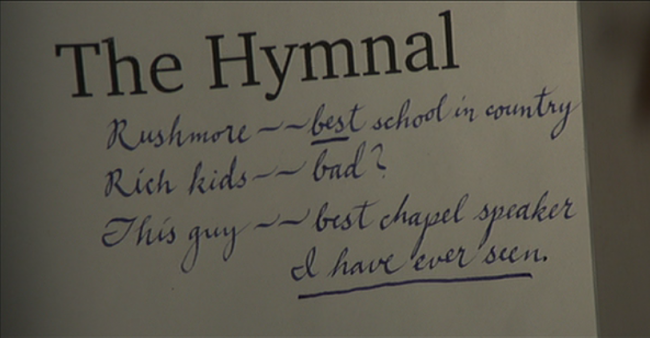 The Hymnal
Rushmore ~~ best school in country
Rich kids ~~ bad?
This guy ~~ best chapel speaker
I have ever seen.